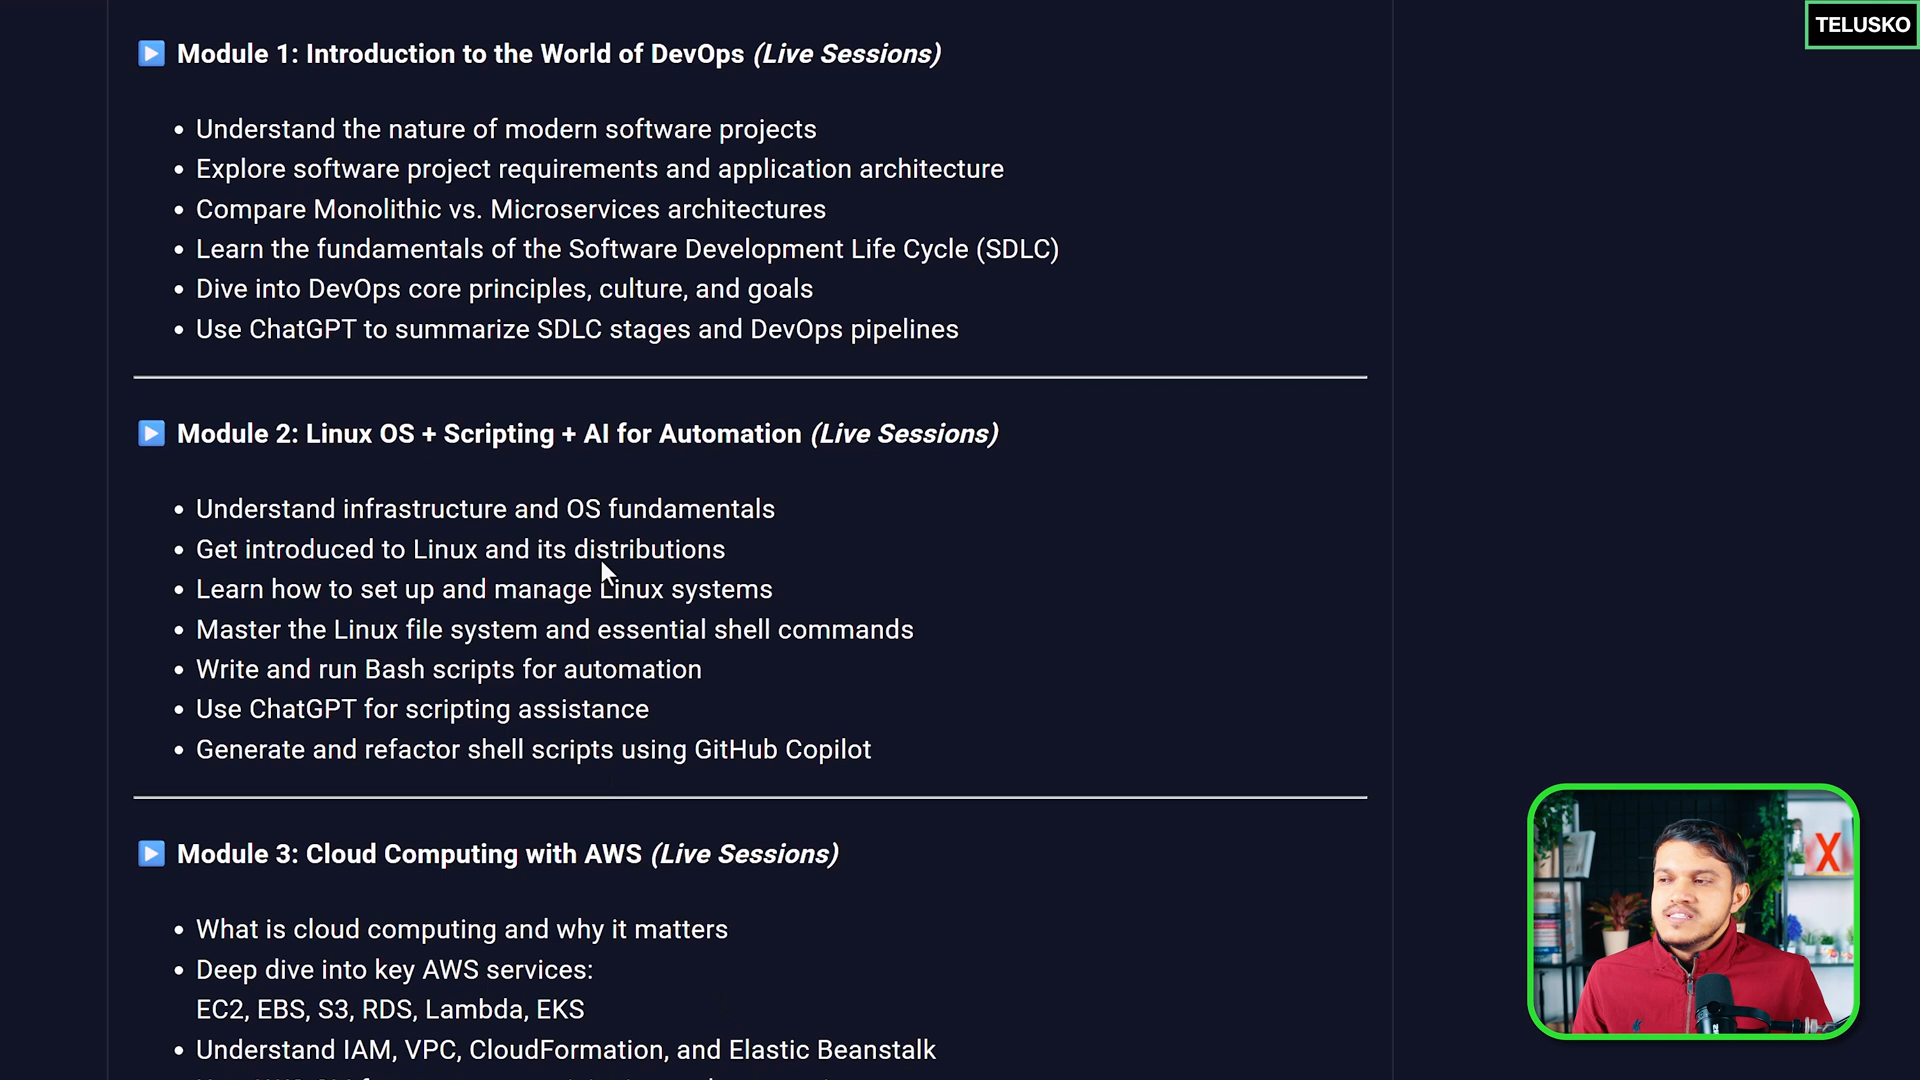 TELUSKO
Module 1: Introduction to the World of DevOps (Live Sessions)
• Understand the nature of modern software projects
• Explore software project requirements and application architecture
• Compare Monolithic vs. Microservices architectures
• Learn the fundamentals of the Software Development Life Cycle (SDLC)
• Dive into DevOps core principles, culture, and goals
• Use ChatGPT to summarize SDLC stages and DevOps pipelines
Module 2: Linux OS + Scripting + AI for Automation (Live Sessions)
• Understand infrastructure and OS fundamentals
• Get introduced to Linux and its distributions
• Learn how to set up and manage Linux systems
• Master the Linux file system and essential shell commands
• Write and run Bash scripts for automation
• Use ChatGPT for scripting assistance
• Generate and refactor shell scripts using GitHub Copilot
Module 3: Cloud Computing with AWS (Live Sessions)
• What is cloud computing and why it matters
• Deep dive into key AWS services:
EC2, EBS, S3, RDS, Lambda, EKS
• Understand IAM, VPC, CloudFormation, and Elastic Beanstalk
X